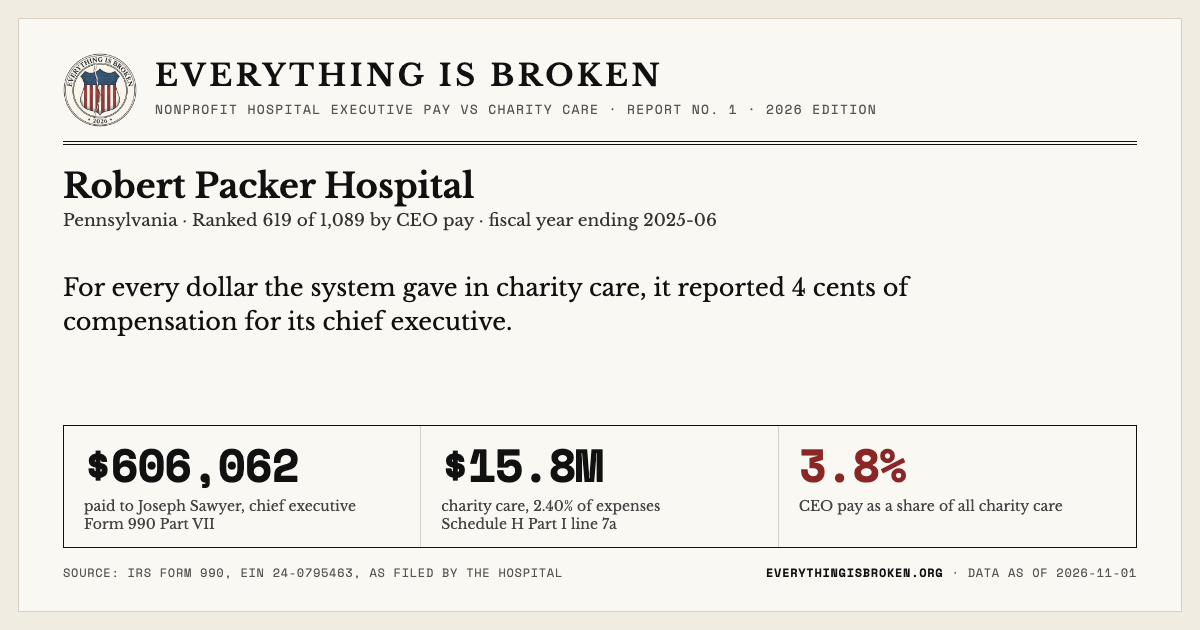 EVERYTHING IS BROKEN
· 2026 ·
EVERYTHING IS BROKEN
NONPROFIT HOSPITAL EXECUTIVE PAY VS CHARITY CARE · REPORT NO. 1 · 2026 EDITION
Robert Packer Hospital
Pennsylvania · Ranked 619 of 1,089 by CEO pay · fiscal year ending 2025-06
For every dollar the system gave in charity care, it reported 4 cents of
compensation for its chief executive.
$606,062
paid to Joseph Sawyer, chief executive
Form 990 Part VII
$15.8M
charity care, 2.40% of expenses
Schedule H Part I line 7a
3.8%
CEO pay as a share of all charity care
SOURCE: IRS FORM 990, EIN 24-0795463, AS FILED BY THE HOSPITAL
EVERYTHINGISBROKEN.ORG · DATA AS OF 2026-11-01